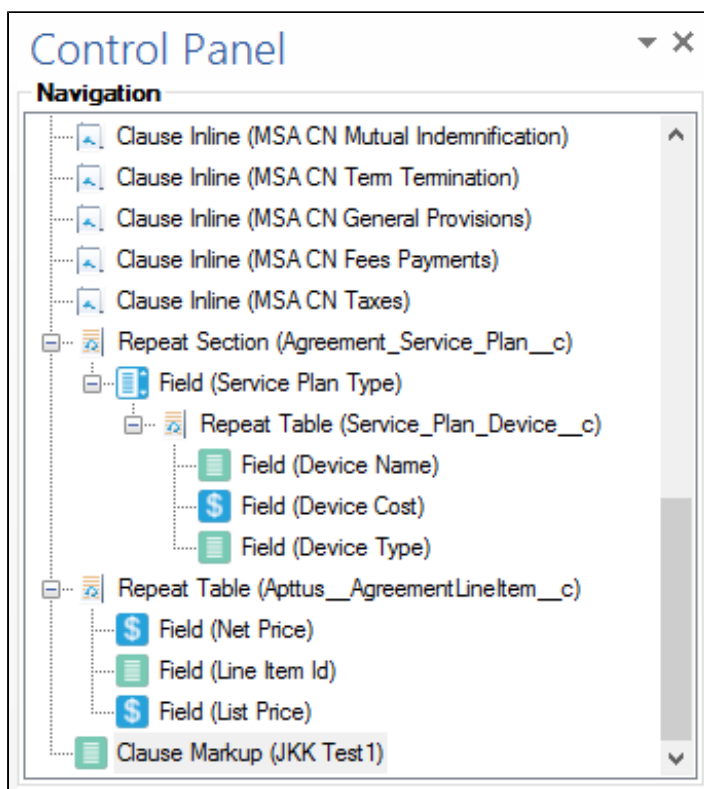 Control Panel
Navigation
Clause Inline (MSA CN Mutual Indemnification)
Clause Inline (MSA CN Term Termination)
Clause Inline (MSA CN General Provisions)
Clause Inline (MSA CN Fees Payments)
Clause Inline (MSA CN Taxes)
Repeat Section (Agreement_Service_Plan__c)
Field (Service Plan Type)
Repeat Table (Service_Plan_Device__c)
Field (Device Name)
$ Field (Device Cost)
Field (Device Type)
Repeat Table (Apttus__AgreementLineItem__c)
$ Field (Net Price)
Field (Line Item Id)
$ Field (List Price)
Clause Markup (JKK Test1)